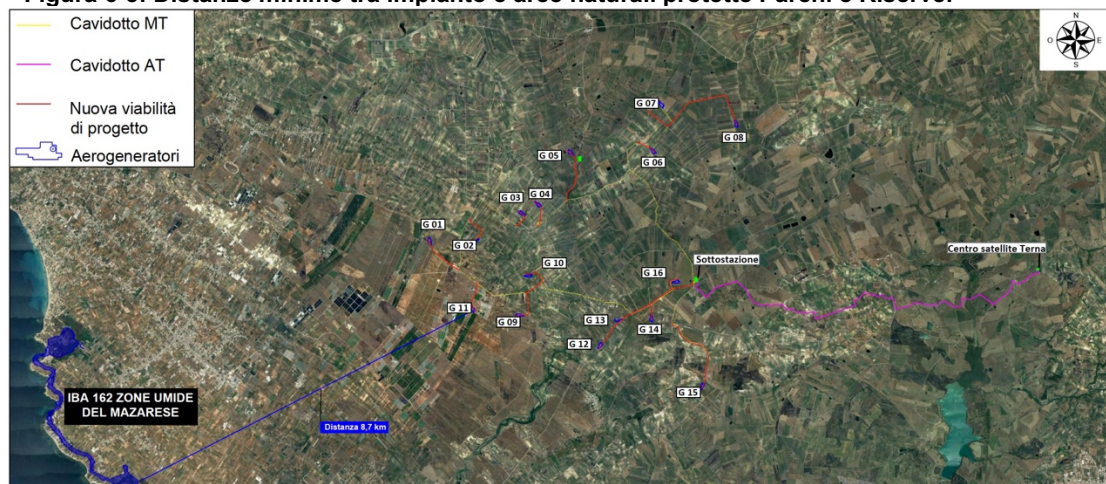 Figura 6-3: Distanze minime tra impianto e aree naturali protette Parchi e Riserve.
Cavidotto MT
Cavidotto AT
Nuova viabilità
di progetto
Aerogeneratori
N
O
E
S
G 07
G 08
G 05
G 06
G 04
G 03
G 01
G 02
G 10
G 16
Sottostazione
Centro satellite Terna
G 11
G 09
G 13
G 14
G 12
G 15
IBA 162 ZONE UMIDE
DEL MAZARESE
Distanza 8,7 km